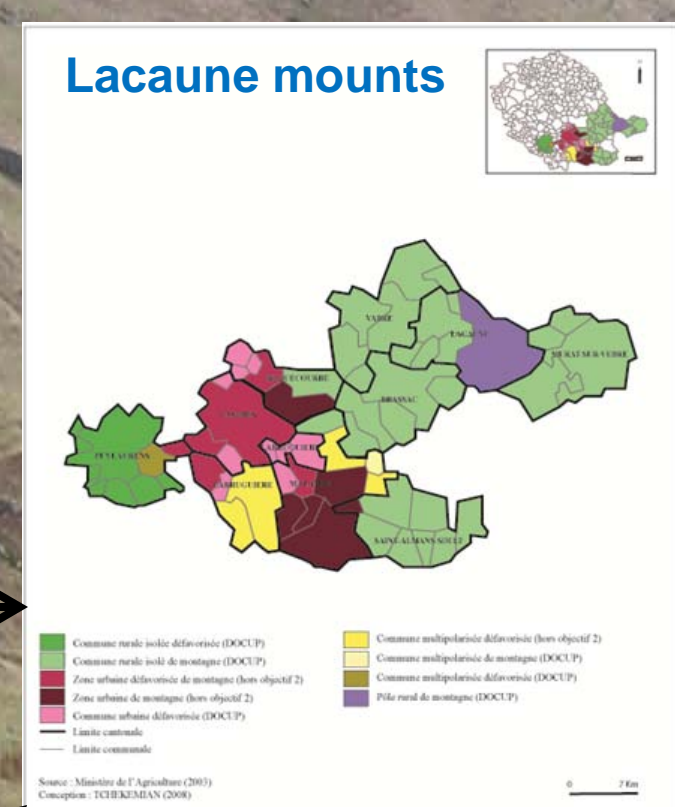 Lacaune mounts
VABRE
LACAUNE
MURAT-SUR-VEBRE
ROQUECOURBE
BRASSAC
CASTRES
PUYLAURENS
LABRUGUIERE
MAZAMET
SAINT-AMANS-SOULT
Commune rurale isolée défavorisée (DOCUP)
Commune rurale isolé de montagne (DOCUP)
Zone urbaine défavorisée de montagne (hors objectif 2)
Zone urbaine de montagne (hors objectif 2)
Commune urbaine défavorisée (DOCUP)
Limite cantonale
Limite communale
Commune multipolarisée défavorisée (hors objectif 2)
Commune multipolarisée de montagne (DOCUP)
Commune multipolarisée défavorisée (DOCUP)
Pôle rural de montagne (DOCUP)
Source : Ministère de l'Agriculture (2003)
Conception : TCHEKEMIAN (2008)
0 7 Km